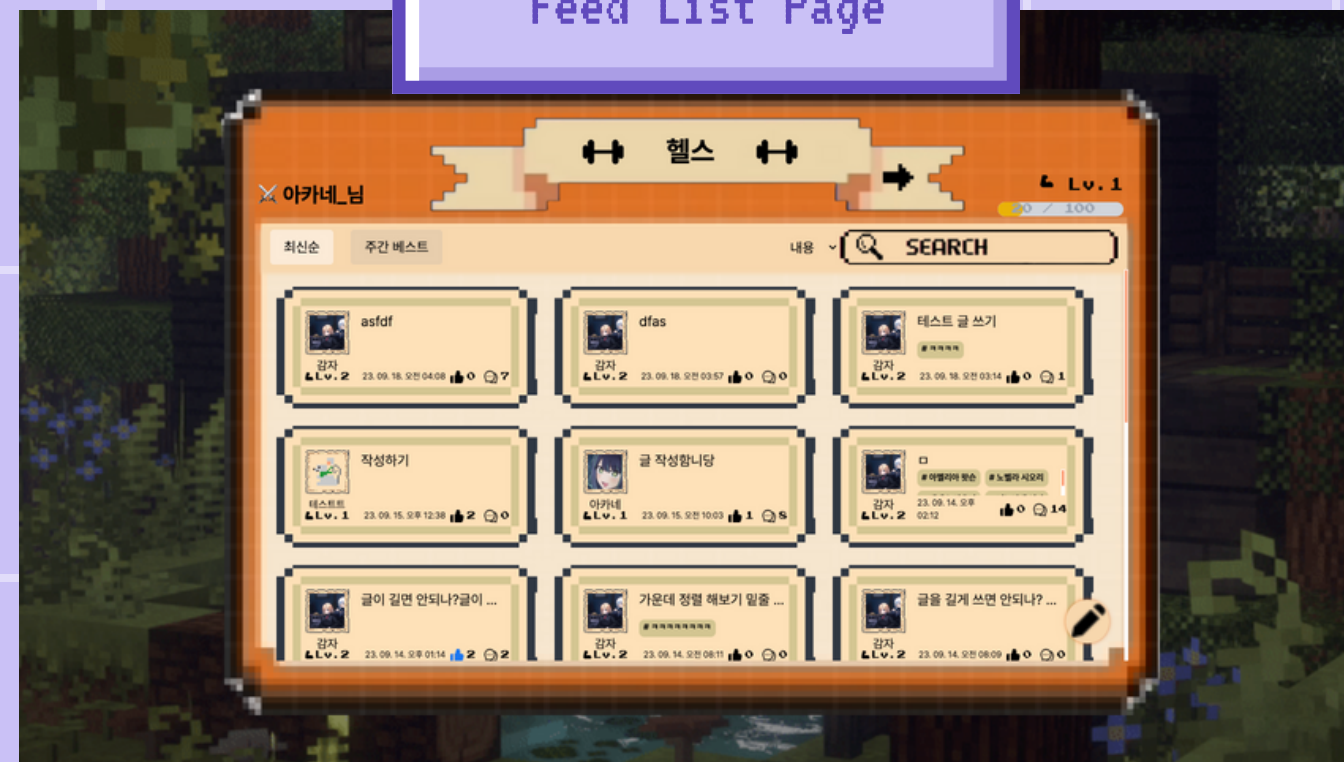 Feed List Page
헬스
아카네_님
Lv.1
20 / 100
최신순 주간 베스트 내용 SEARCH
asfdf
감자
Lv.2 23. 09. 18. 오전 04:08 0 7
dfas
감자
Lv.2 23. 09. 18. 오전 03:57 0 0
테스트 글 쓰기
#ㅋㅋㅋㅋ
감자
Lv.2 23. 09. 18. 오전 03:14 0 1
작성하기
테스트트
Lv.1 23. 09. 15. 오후 12:38 2 0
글 작성함니당
아카네
Lv.1 23. 09. 15. 오전 10:03 1 8
ㅁ
#아멜리아 왓슨 #노벨라 시오리
감자
Lv.2 23. 09. 14. 오후 02:12 0 14
글이 길면 안되나?글이 ...
감자
Lv.2 23. 09. 14. 오후 01:14 2 2
가운데 정렬 해보기 밑줄 ...
#ㅋㅋㅋㅋㅋㅋㅋㅋ
감자
Lv.2 23. 09. 14. 오전 08:11 0 0
글을 길게 쓰면 안되나? ...
감자
Lv.2 23. 09. 14. 오전 08:09 0 0